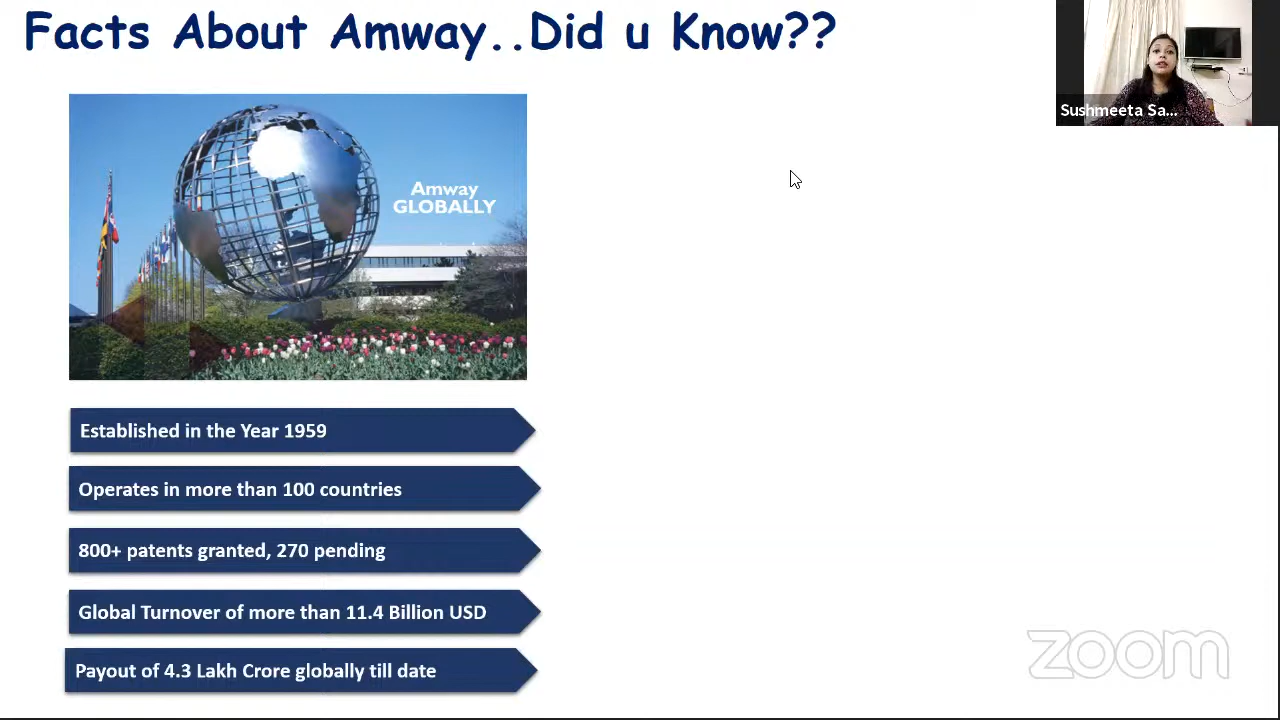 Facts About Amway..Did u Know??
Sushmeeta Sa...
Amway
GLOBALLY
Established in the Year 1959
Operates in more than 100 countries
800+ patents granted, 270 pending
Global Turnover of more than 11.4 Billion USD
Payout of 4.3 Lakh Crore globally till date
zoom